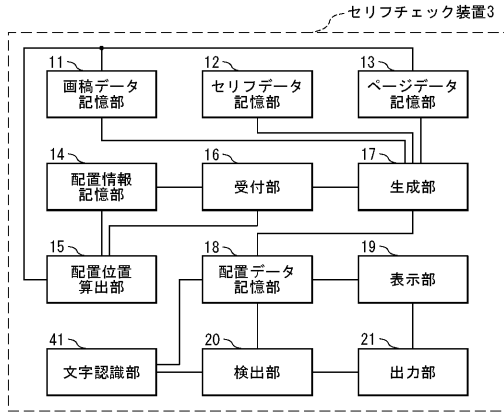 セリフチェック装置3
11
画稿データ
記憶部
12
セリフデータ
記憶部
13
ページデータ
記憶部
14
配置情報
記憶部
16
受付部
17
生成部
15
配置位置
算出部
18
配置データ
記憶部
19
表示部
41
文字認識部
20
検出部
21
出力部